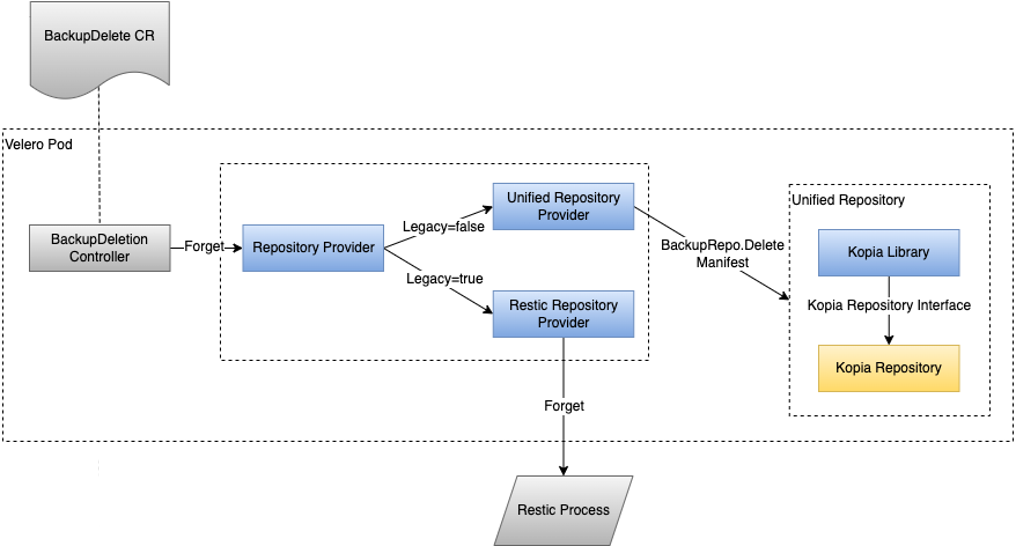 BackupDelete CR
Velero Pod
BackupDeletion
Controller
Forget
Repository Provider
Legacy=false
Legacy=true
Unified Repository
Provider
Restic Repository
Provider
BackupRepo.Delete
Manifest
Unified Repository
Kopia Library
Kopia Repository Interface
Kopia Repository
Forget
Restic Process